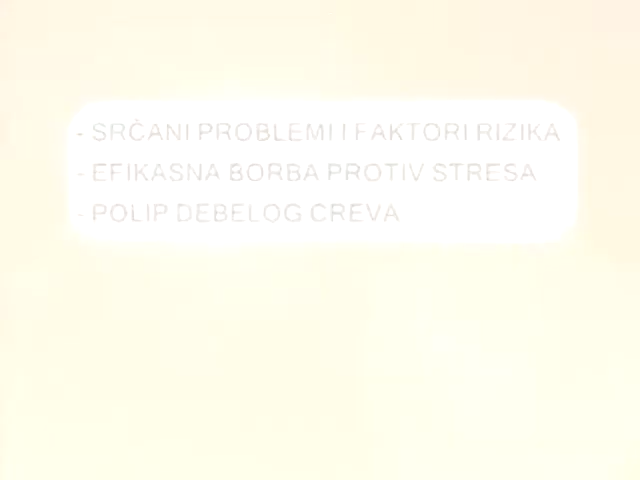 - SRČANI PROBLEMI I FAKTORI RIZIKA
- EFIKASNA BORBA PROTIV STRESA
- POLIP DEBELOG CREVA